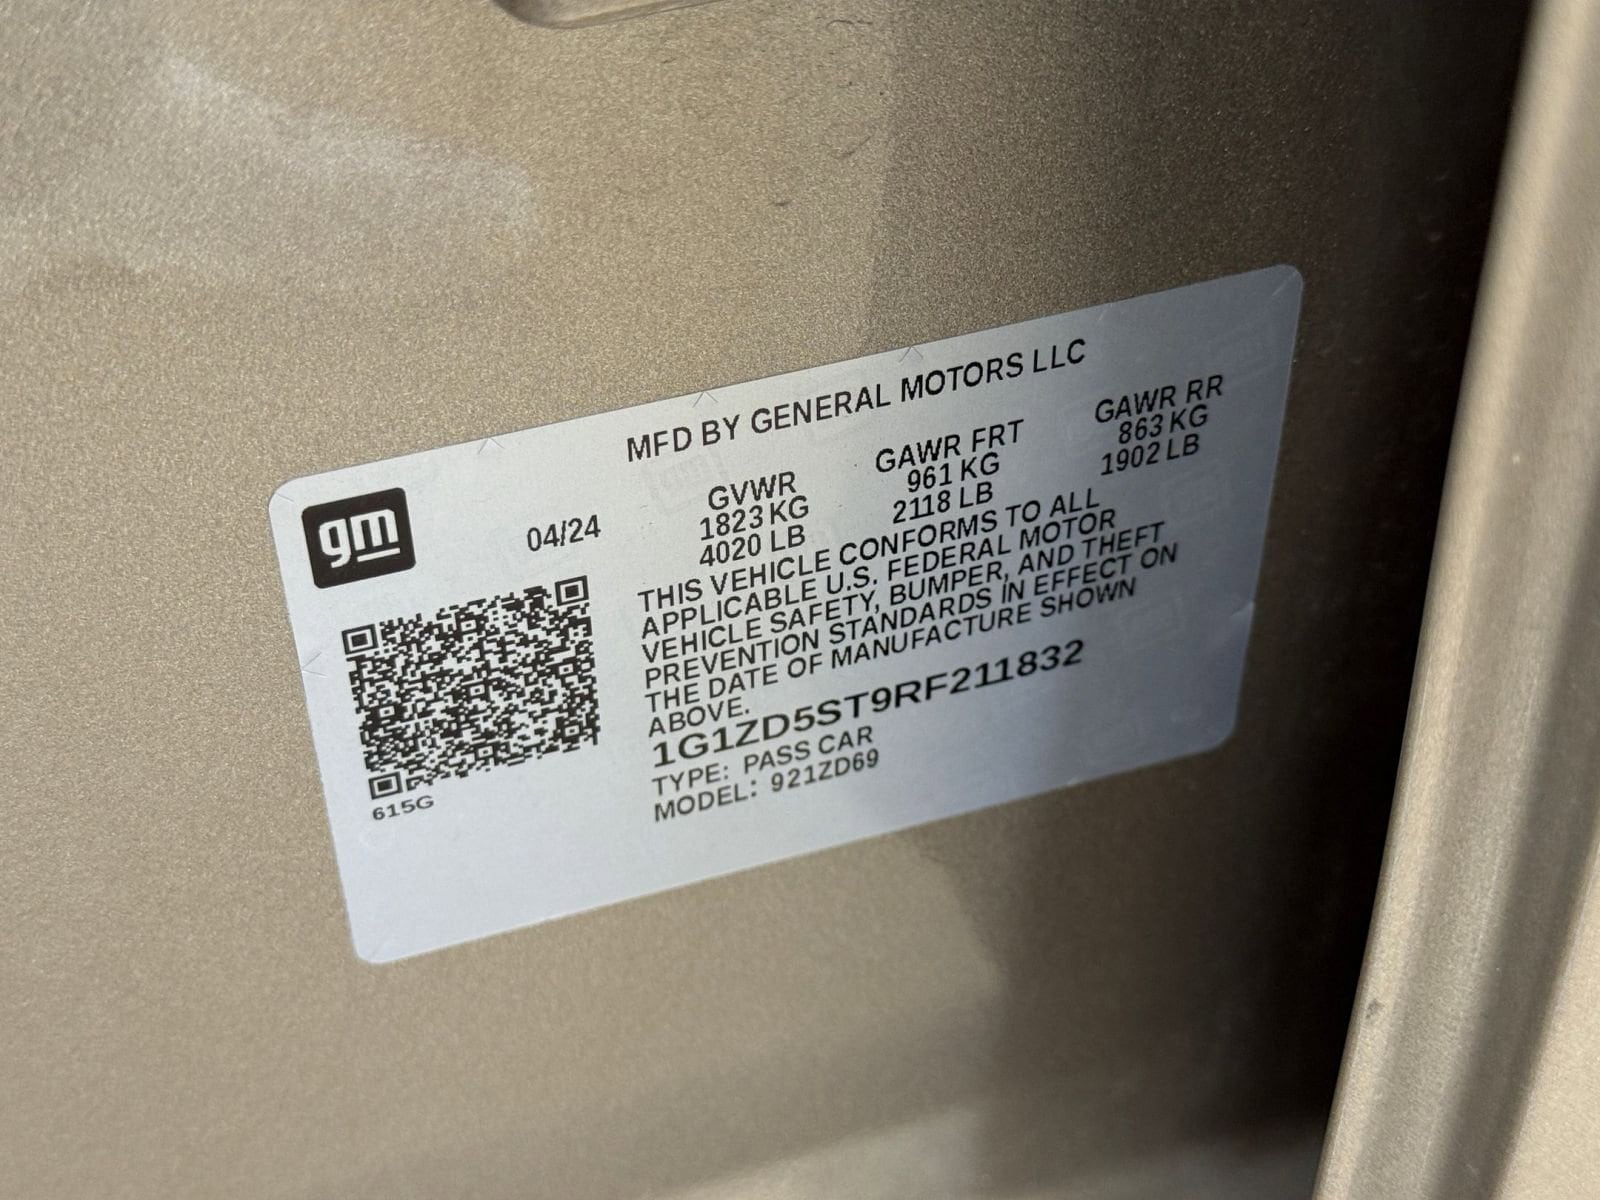 MFD BY GENERAL MOTORS LLC
gm
04/24
GVWR
1823 KG
4020 LB
GAWR FRT
961 KG
2118 LB
GAWR RR
863 KG
1902 LB
THIS VEHICLE CONFORMS TO ALL
APPLICABLE U.S. FEDERAL MOTOR
VEHICLE SAFETY, BUMPER, AND THEFT
PREVENTION STANDARDS IN EFFECT ON
THE DATE OF MANUFACTURE SHOWN
ABOVE.
1G1ZD5ST9RF211832
TYPE: PASS CAR
MODEL: 921ZD69
615G